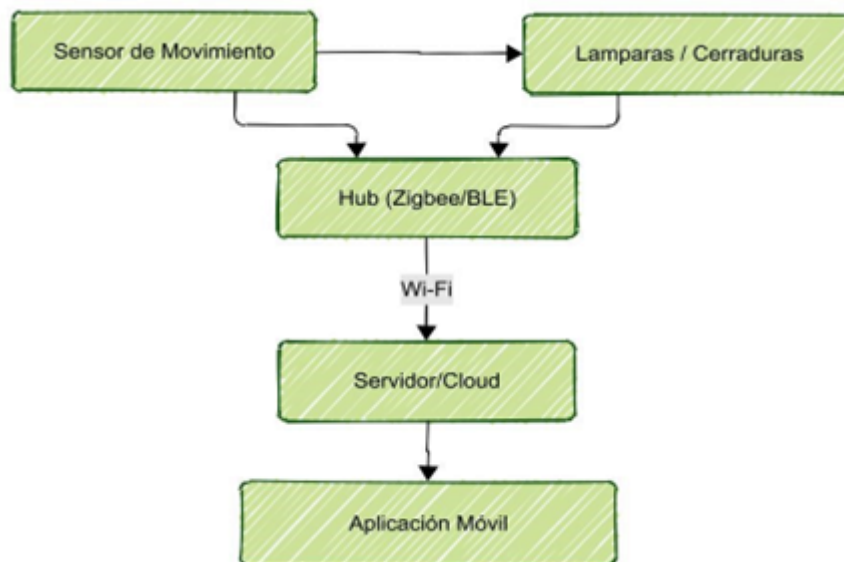 Sensor de Movimiento
Lamparas / Cerraduras
Hub (Zigbee/BLE)
Wi-Fi
Servidor/Cloud
Aplicación Móvil